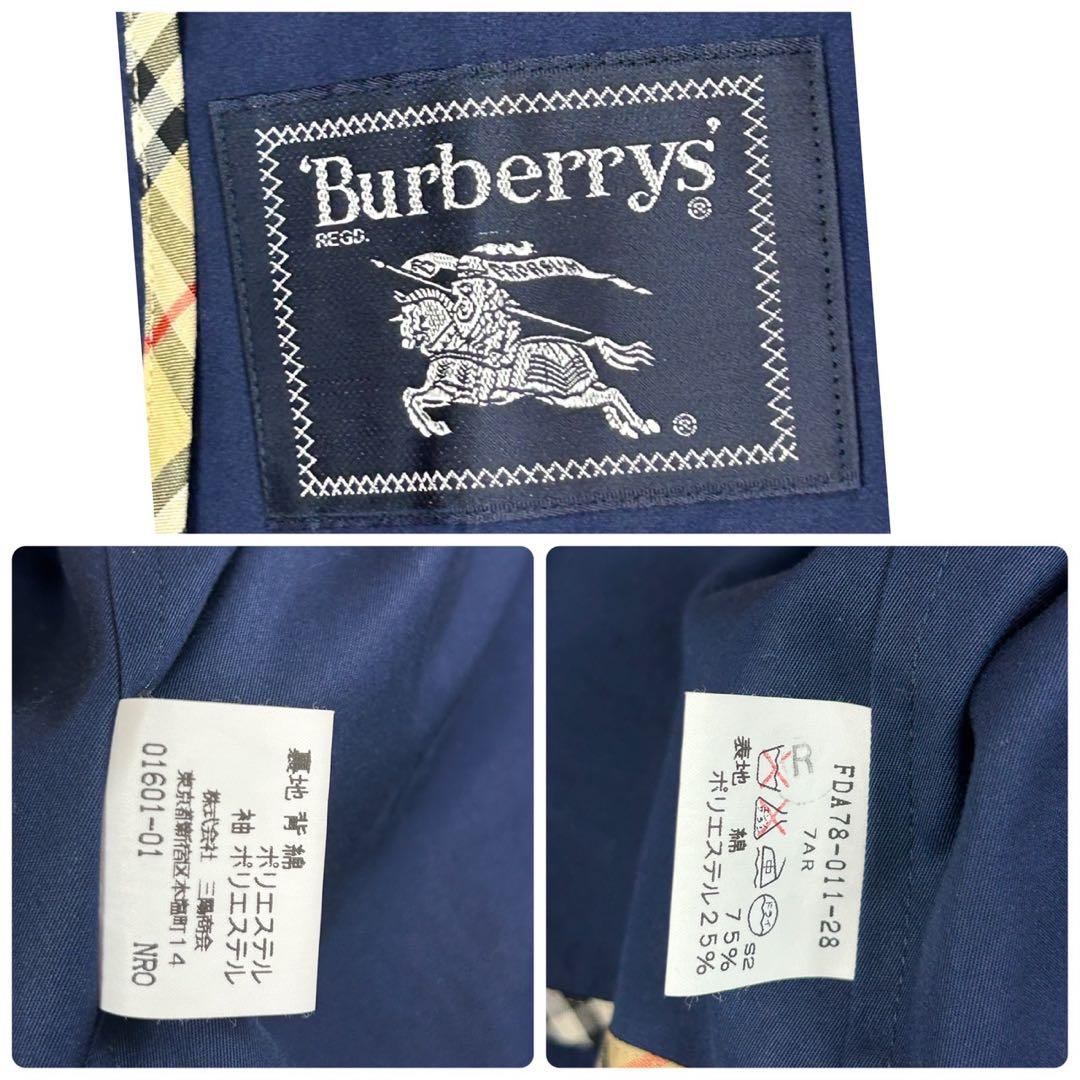 'Burberrys'®
REGD.
PRORSUM
®
裏地 背 綿
ポリエステル
袖 ポリエステル
株式会社 三陽商会
東京都新宿区本塩町14
01601-01 NRO
FDA78-011-28
7AR
R
ドライ
S2
表地 綿 75%
ポリエステル25%